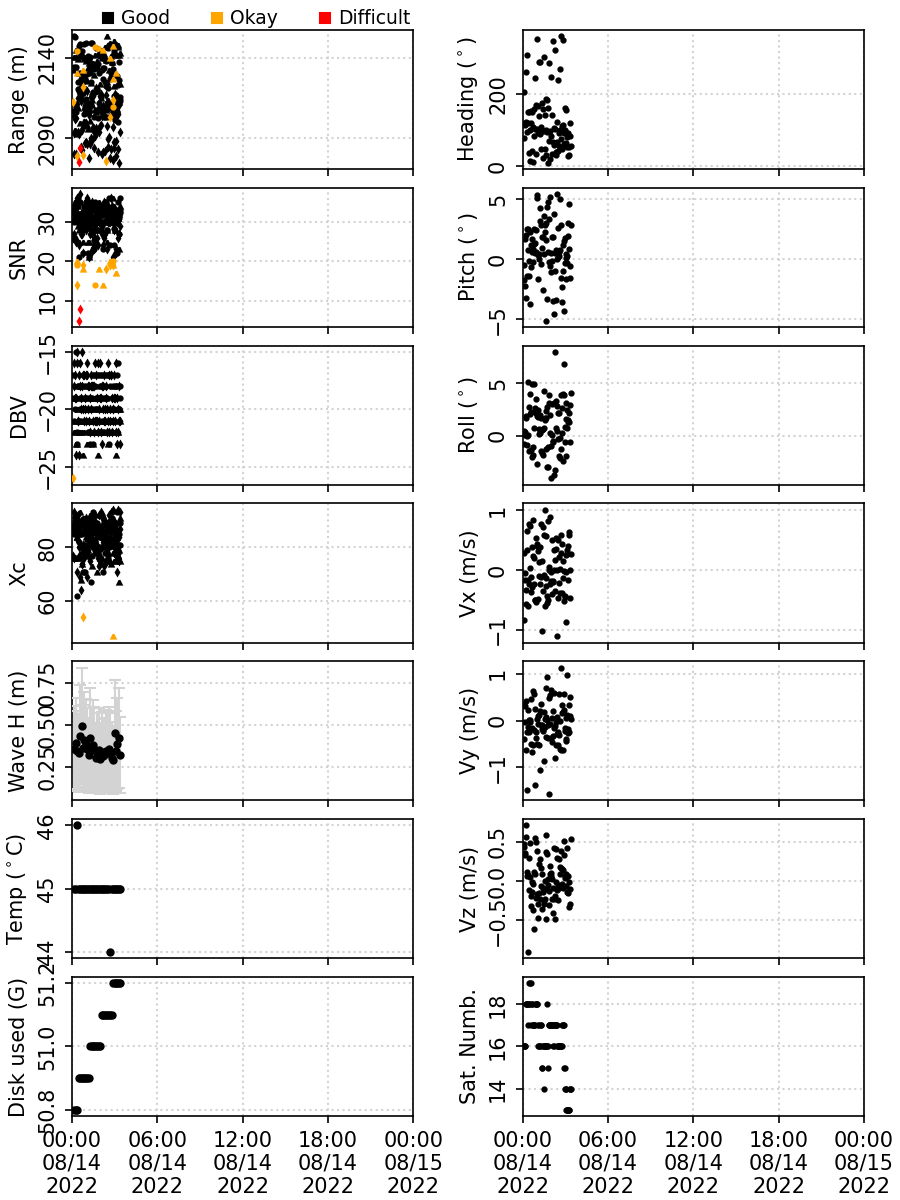 Good Okay Difficult
Range (m)
2140
2090
Heading (°)
200
0
SNR
30
20
10
Pitch (°)
5
0
−5
DBV
−15
−20
−25
Roll (°)
5
0
Xc
80
60
Vx (m/s)
1
0
−1
Wave H (m)
0.75
0.50
0.25
Vy (m/s)
1
0
−1
Temp (°C)
46
45
44
Vz (m/s)
0.5
0.0
−0.5
Disk used (G)
51.2
51.0
50.8
Sat. Numb.
18
16
14
00:00 06:00 12:00 18:00 00:00 00:00 06:00 12:00 18:00 00:00
08/14 08/14 08/14 08/14 08/15 08/14 08/14 08/14 08/14 08/15
2022 2022 2022 2022 2022 2022 2022 2022 2022 2022